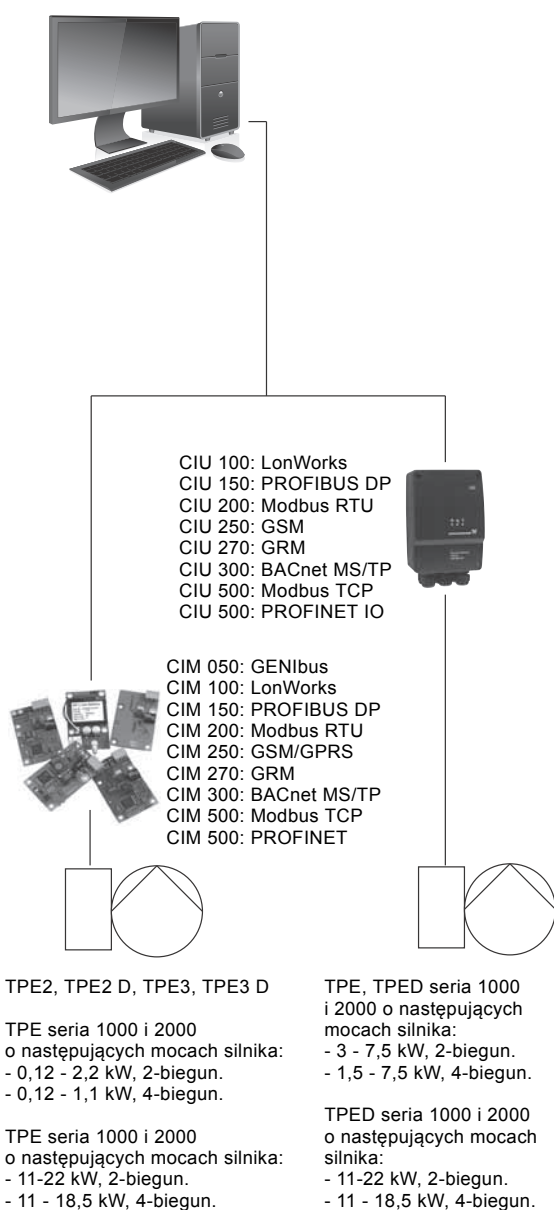 CIU 100: LonWorks
CIU 150: PROFIBUS DP
CIU 200: Modbus RTU
CIU 250: GSM
CIU 270: GRM
CIU 300: BACnet MS/TP
CIU 500: Modbus TCP
CIU 500: PROFINET IO
CIM 050: GENIbus
CIM 100: LonWorks
CIM 150: PROFIBUS DP
CIM 200: Modbus RTU
CIM 250: GSM/GPRS
CIM 270: GRM
CIM 300: BACnet MS/TP
CIM 500: Modbus TCP
CIM 500: PROFINET
TPE2, TPE2 D, TPE3, TPE3 D
TPE seria 1000 i 2000
o następujących mocach silnika:
- 0,12 - 2,2 kW, 2-biegun.
- 0,12 - 1,1 kW, 4-biegun.
TPE seria 1000 i 2000
o następujących mocach silnika:
- 11-22 kW, 2-biegun.
- 11 - 18,5 kW, 4-biegun.
TPE, TPED seria 1000
i 2000 o następujących
mocach silnika:
- 3 - 7,5 kW, 2-biegun.
- 1,5 - 7,5 kW, 4-biegun.
TPED seria 1000 i 2000
o następujących mocach
silnika:
- 11-22 kW, 2-biegun.
- 11 - 18,5 kW, 4-biegun.